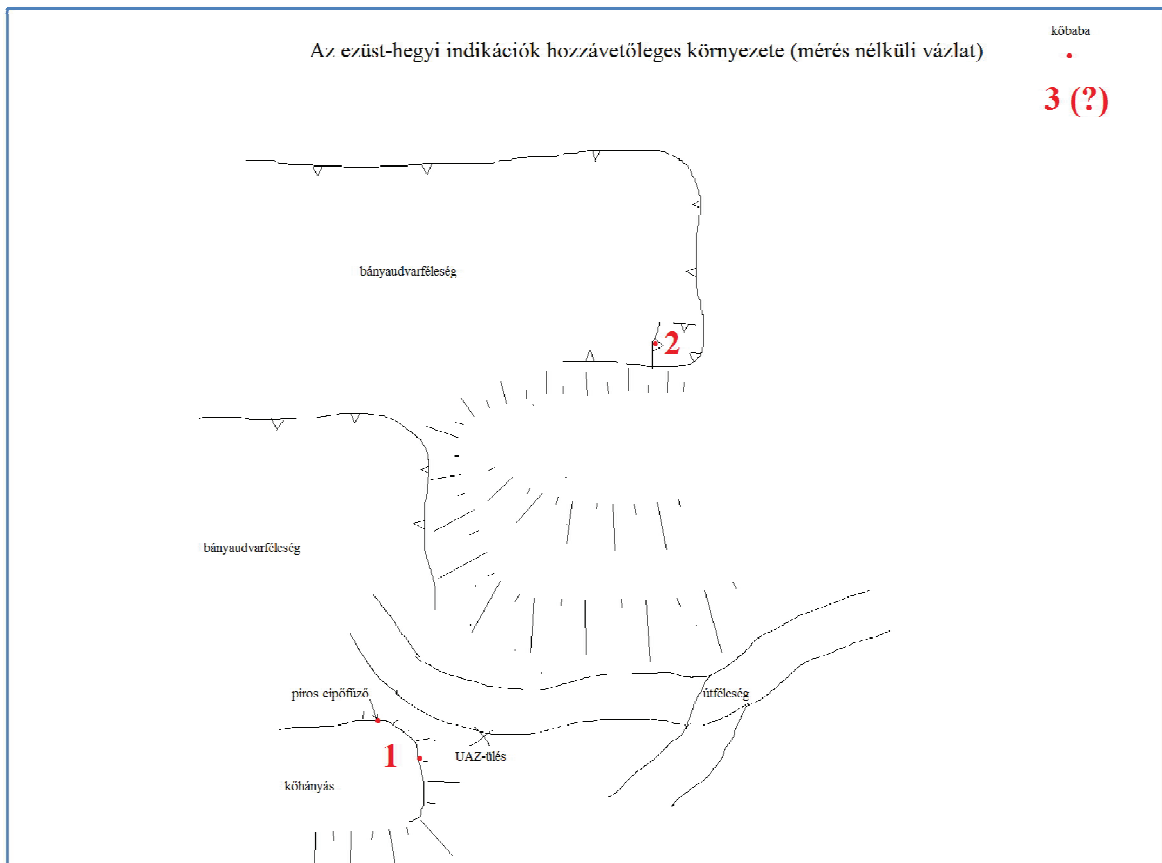 kőbaba
Az ezüst-hegyi indikációk hozzávetőleges környezete (mérés nélküli vázlat)
3 (?)
bányaudvarféleség
2
bányaudvarféleség
piros cipőfűző
útféleség
1
UAZ-ülés
kőhányás